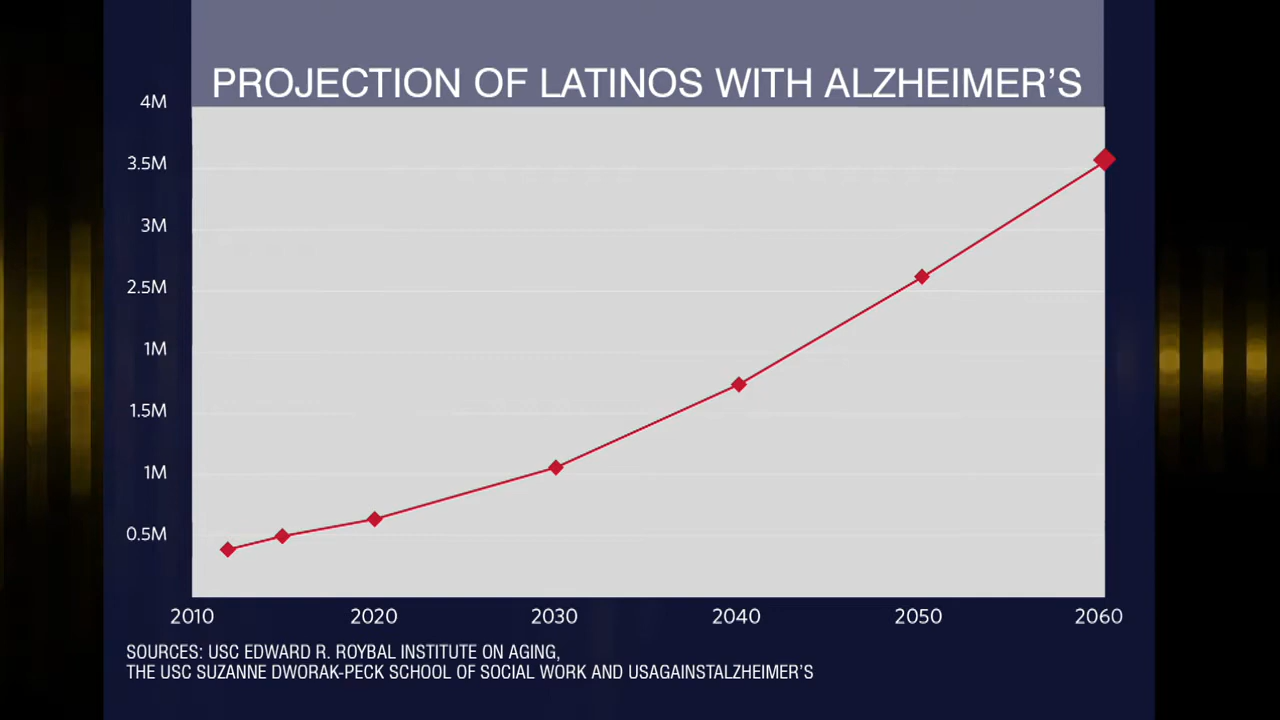 PROJECTION OF LATINOS WITH ALZHEIMER’S
4M
3.5M
3M
2.5M
1M
1.5M
1M
0.5M
2010 2020 2030 2040 2050 2060
SOURCES: USC EDWARD R. ROYBAL INSTITUTE ON AGING,
THE USC SUZANNE DWORAK-PECK SCHOOL OF SOCIAL WORK AND USAGAINSTALZHEIMER’S